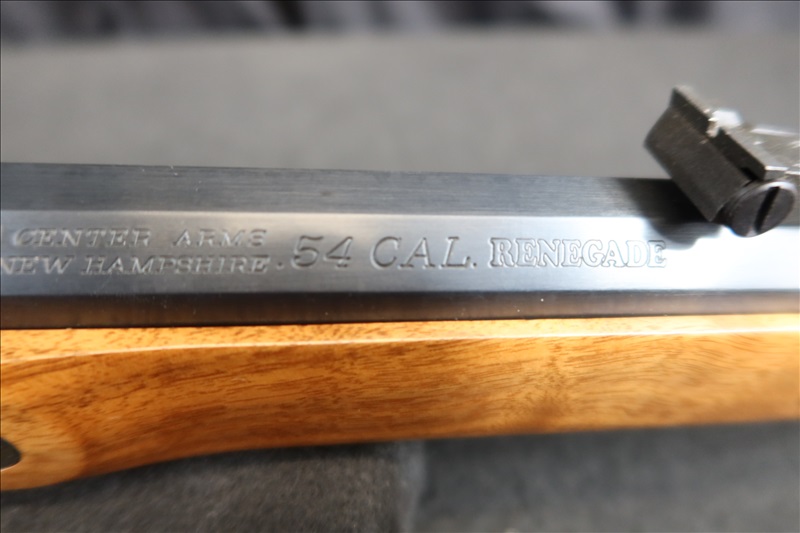 CENTER ARMS
NEW HAMPSHIRE · 54 CAL. RENEGADE